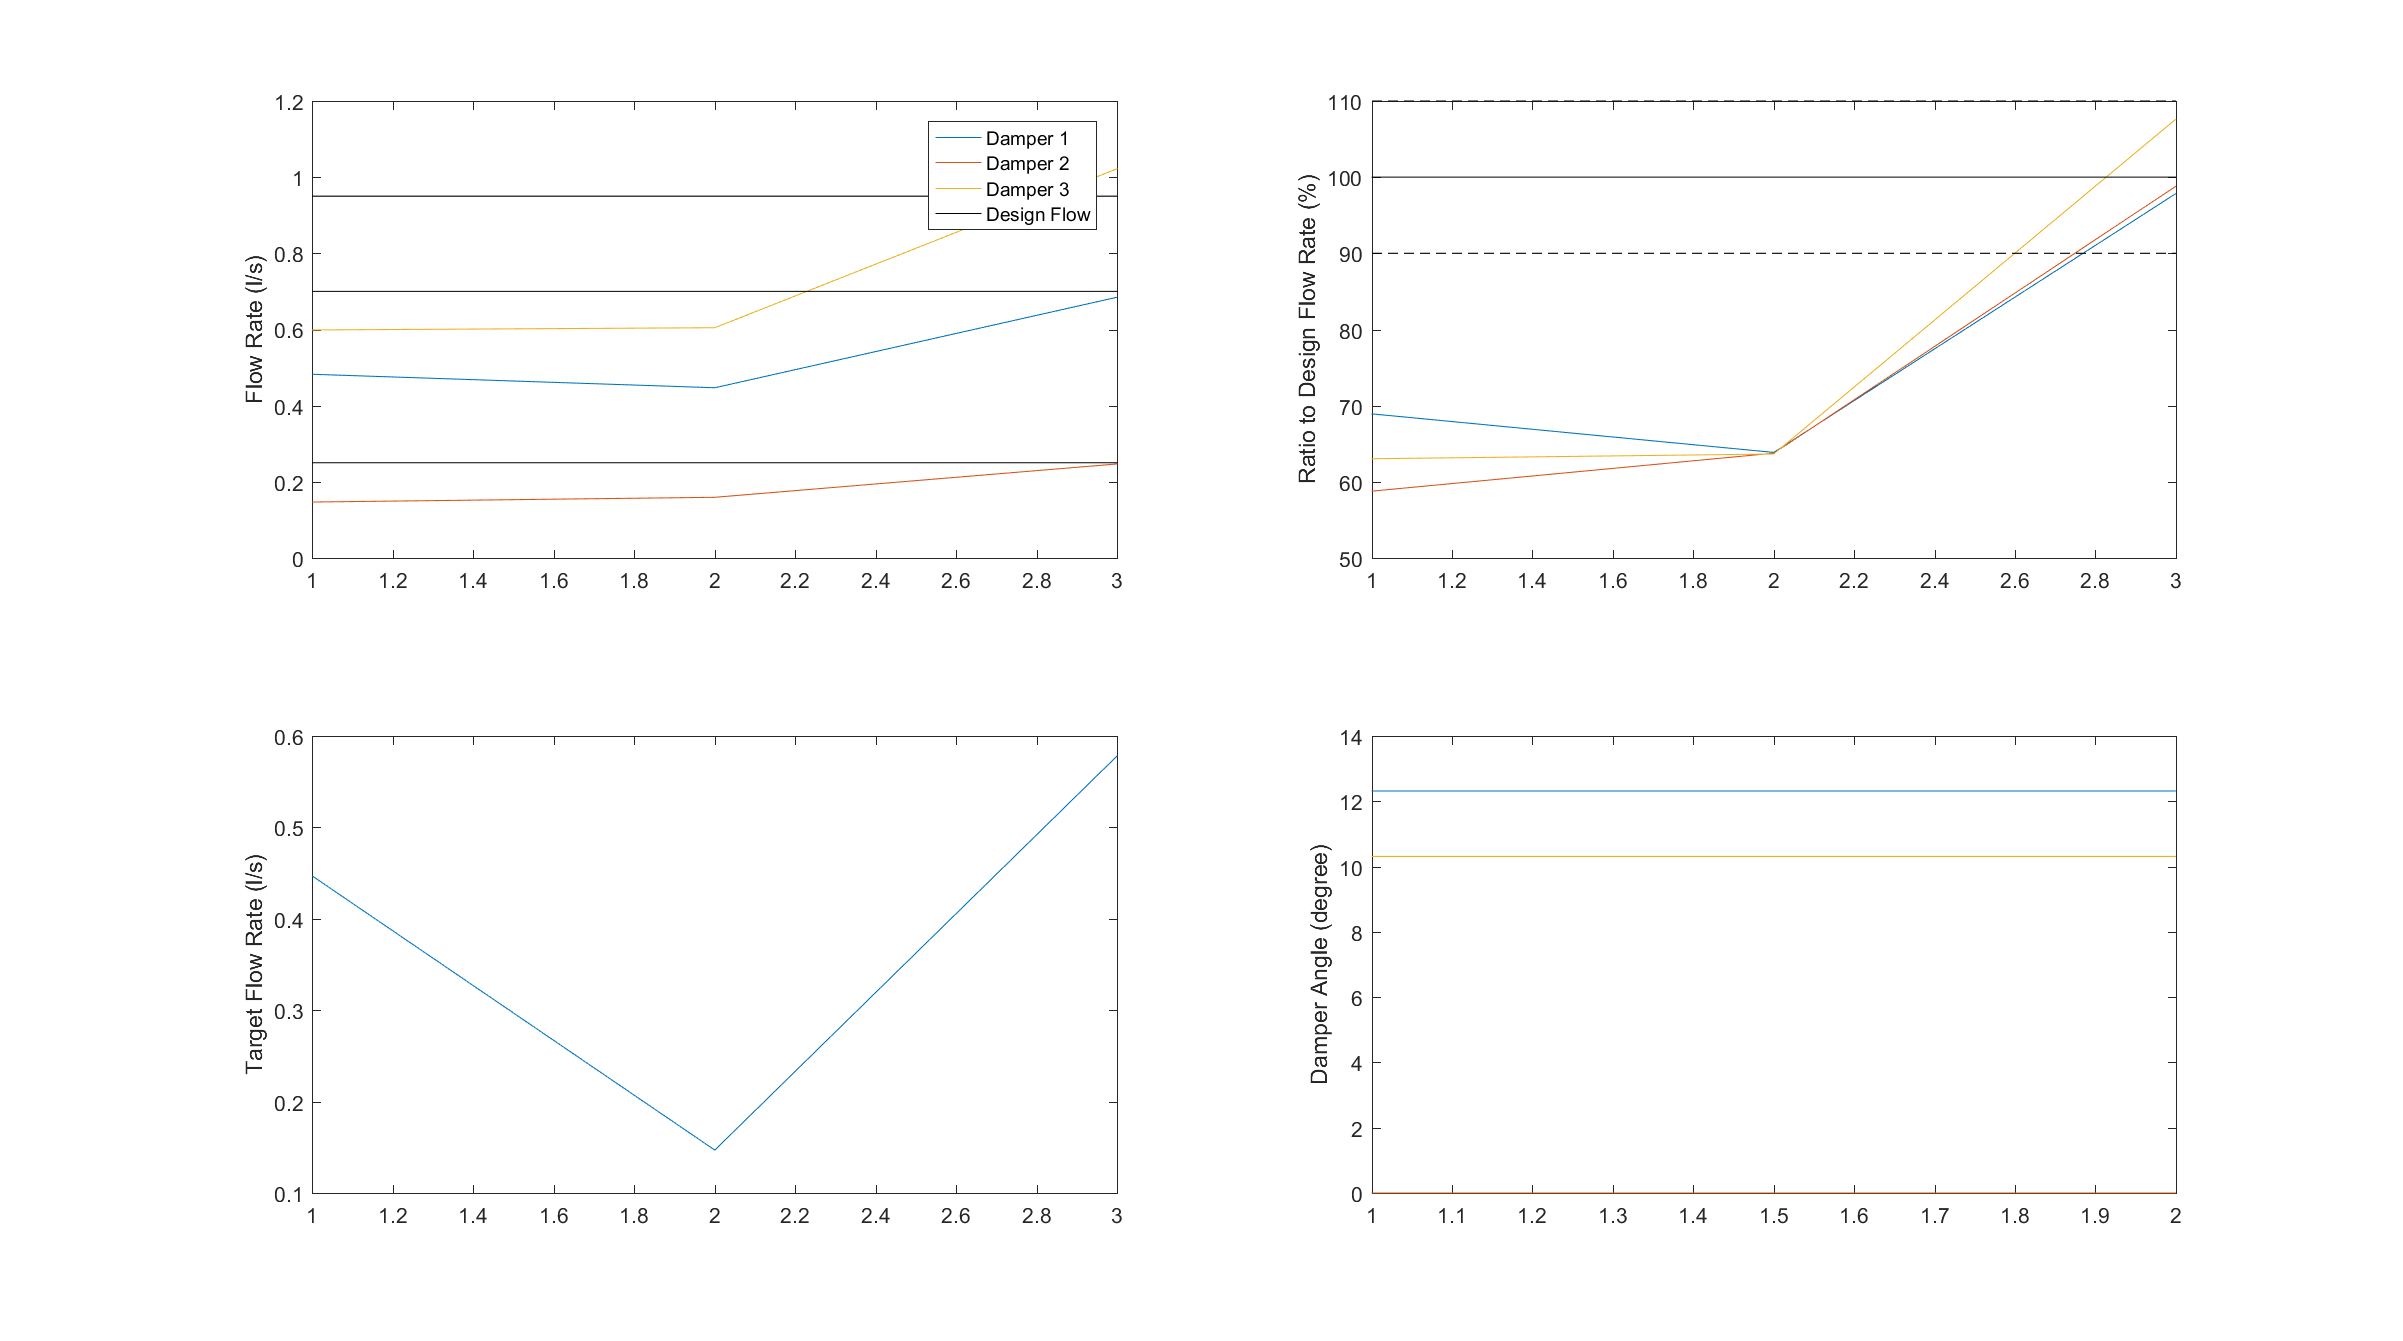 Flow Rate (l/s)
1.2
1
0.8
0.6
0.4
0.2
0
1 1.2 1.4 1.6 1.8 2 2.2 2.4 2.6 2.8 3
Damper 1
Damper 2
Damper 3
Design Flow
Ratio to Design Flow Rate (%)
110
100
90
80
70
60
50
1 1.2 1.4 1.6 1.8 2 2.2 2.4 2.6 2.8 3
Target Flow Rate (l/s)
0.6
0.5
0.4
0.3
0.2
0.1
1 1.2 1.4 1.6 1.8 2 2.2 2.4 2.6 2.8 3
Damper Angle (degree)
14
12
10
8
6
4
2
0
1 1.1 1.2 1.3 1.4 1.5 1.6 1.7 1.8 1.9 2